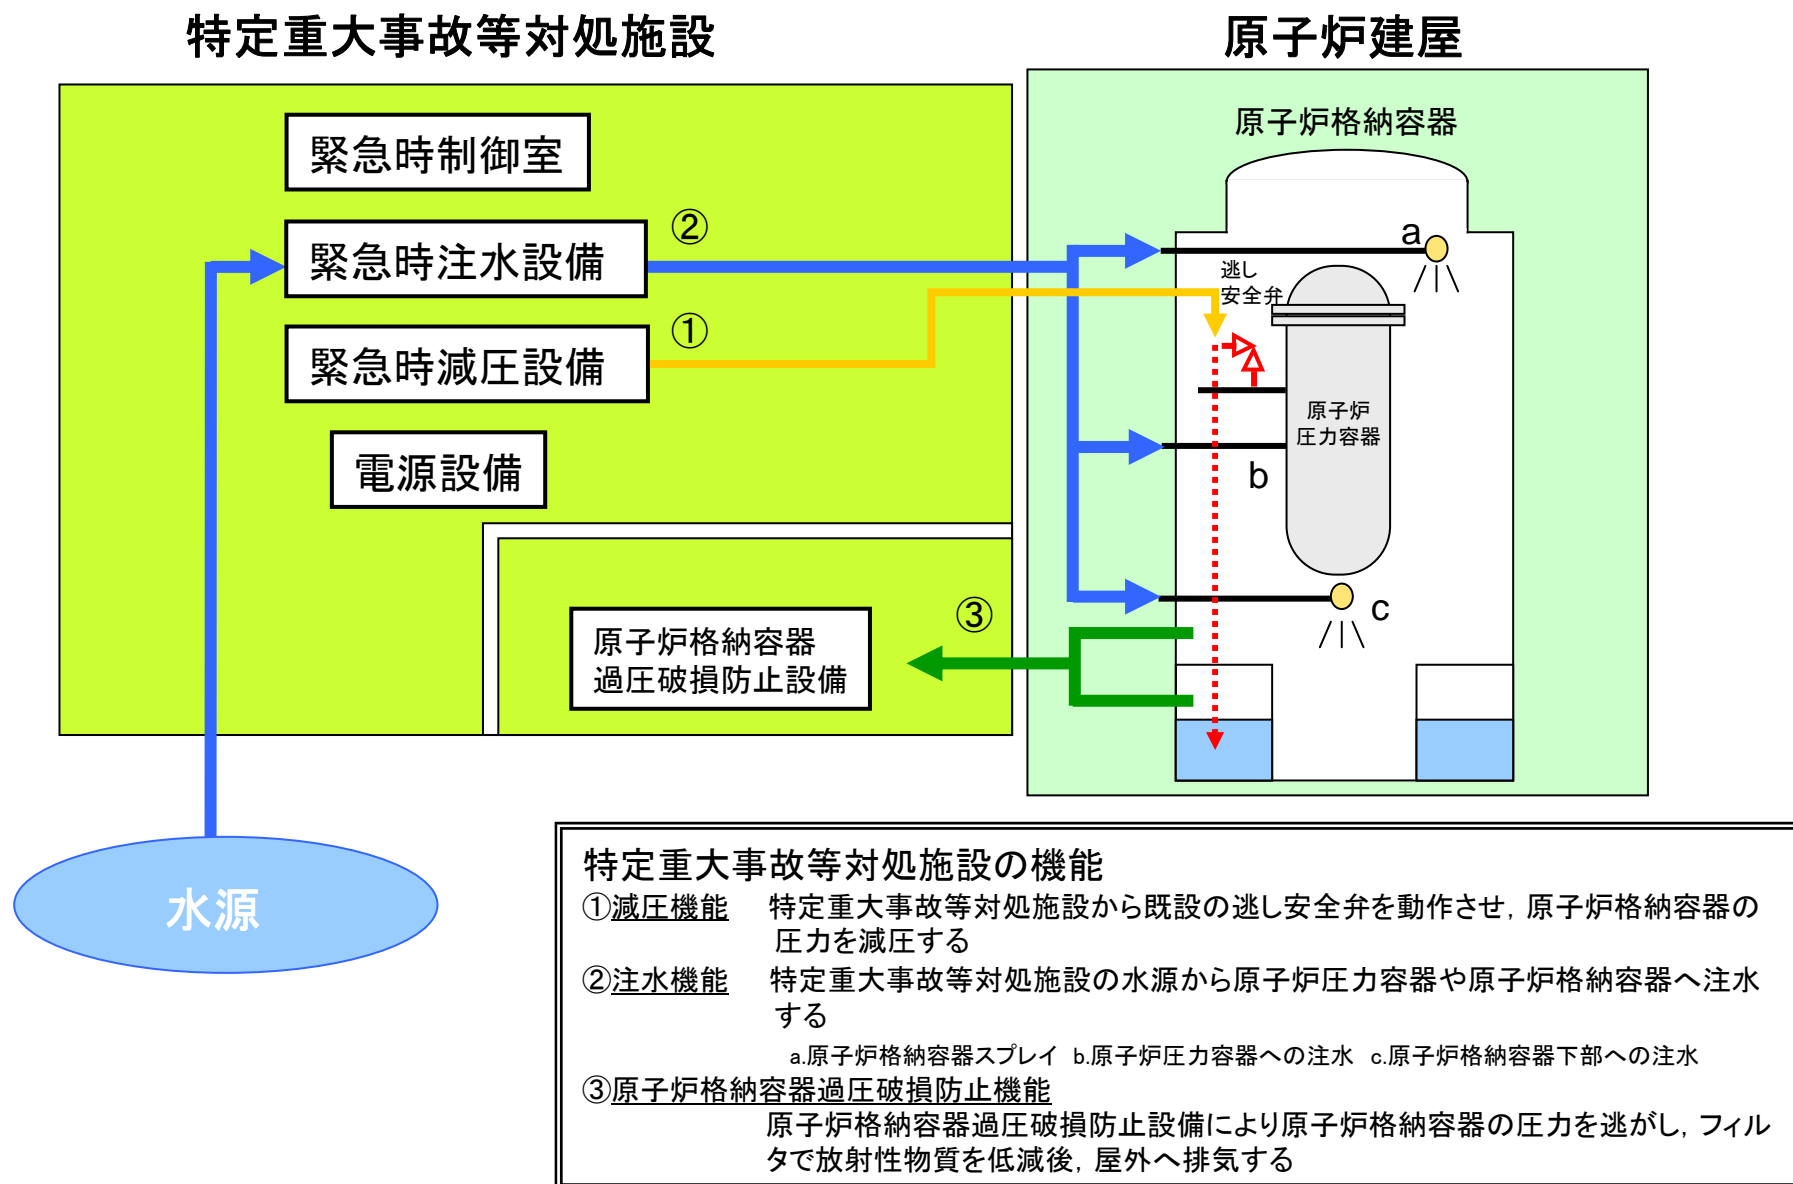 特定重大事故等対処施設
原子炉建屋
緊急時制御室
緊急時注水設備
②
緊急時減圧設備
①
電源設備
原子炉格納容器
過圧破損防止設備
③
水源
原子炉格納容器
a
逃し
安全弁
原子炉
圧力容器
b
c
特定重大事故等対処施設の機能
①減圧機能 特定重大事故等対処施設から既設の逃し安全弁を動作させ，原子炉格納容器の
圧力を減圧する
②注水機能 特定重大事故等対処施設の水源から原子炉圧力容器や原子炉格納容器へ注水
する
a.原子炉格納容器スプレイ b.原子炉圧力容器への注水 c.原子炉格納容器下部への注水
③原子炉格納容器過圧破損防止機能
原子炉格納容器過圧破損防止設備により原子炉格納容器の圧力を逃がし，フィル
タで放射性物質を低減後，屋外へ排気する